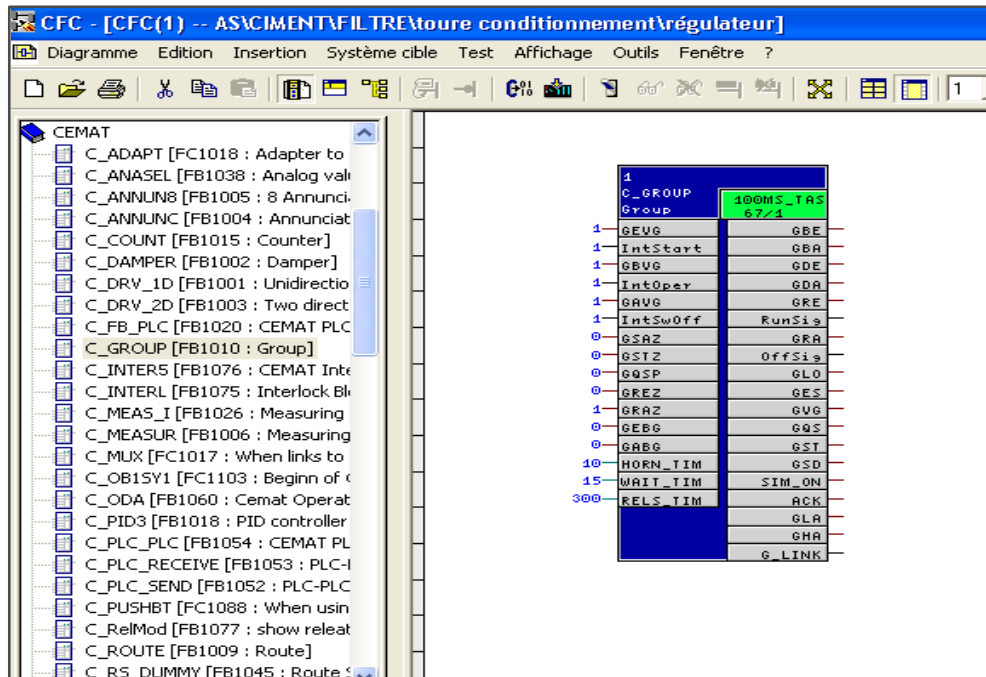 CFC - [CFC(1) -- AS\CIMENT\FILTRE\toure conditionnement\régulateur]
Diagramme Edition Insertion Système cible Test Affichage Outils Fenêtre ?
1
CEMAT
C_ADAPT [FC1018 : Adapter to
C_ANASEL [FB1038 : Analog val
C_ANNUN8 [FB1005 : 8 Annuncia
C_ANNUNC [FB1004 : Annunciat
C_COUNT [FB1015 : Counter]
C_DAMPER [FB1002 : Damper]
C_DRV_1D [FB1001 : Unidirectio
C_DRV_2D [FB1003 : Two direct
C_FB_PLC [FB1020 : CEMAT PLC
C_GROUP [FB1010 : Group]
C_INTER5 [FB1076 : CEMAT Inte
C_INTERL [FB1075 : Interlock Bl
C_MEAS_I [FB1026 : Measuring
C_MEASUR [FB1006 : Measuring
C_MUX [FC1017 : When links to
C_OB1SY1 [FC1103 : Beginn of
C_ODA [FB1060 : Cemat Operat
C_PID3 [FB1018 : PID controller
C_PLC_PLC [FB1054 : CEMAT PL
C_PLC_RECEIVE [FB1053 : PLC-
C_PLC_SEND [FB1052 : PLC-PLC
C_PUSHBT [FC1088 : When usin
C_RelMod [FB1077 : show releat
C_ROUTE [FB1009 : Route]
C_RS_DUMMY [FB1045 : Route
1
C_GROUP
Group
100MS_TAS
67/1
1 GEVG GBE
1 IntStart GBA
1 GBVG GDE
1 IntOper GDA
1 GAVG GRE
1 IntSwOff RunSig
0 GSAZ GRA
0 GSTZ OffSig
0 GQSP GLO
0 GREZ GES
1 GRAZ GVG
0 GEBG GQS
0 GABG GST
10 HORN_TIM GSD
15 WAIT_TIM SIM_ON
300 RELS_TIM ACK
GLA
GHA
G_LINK